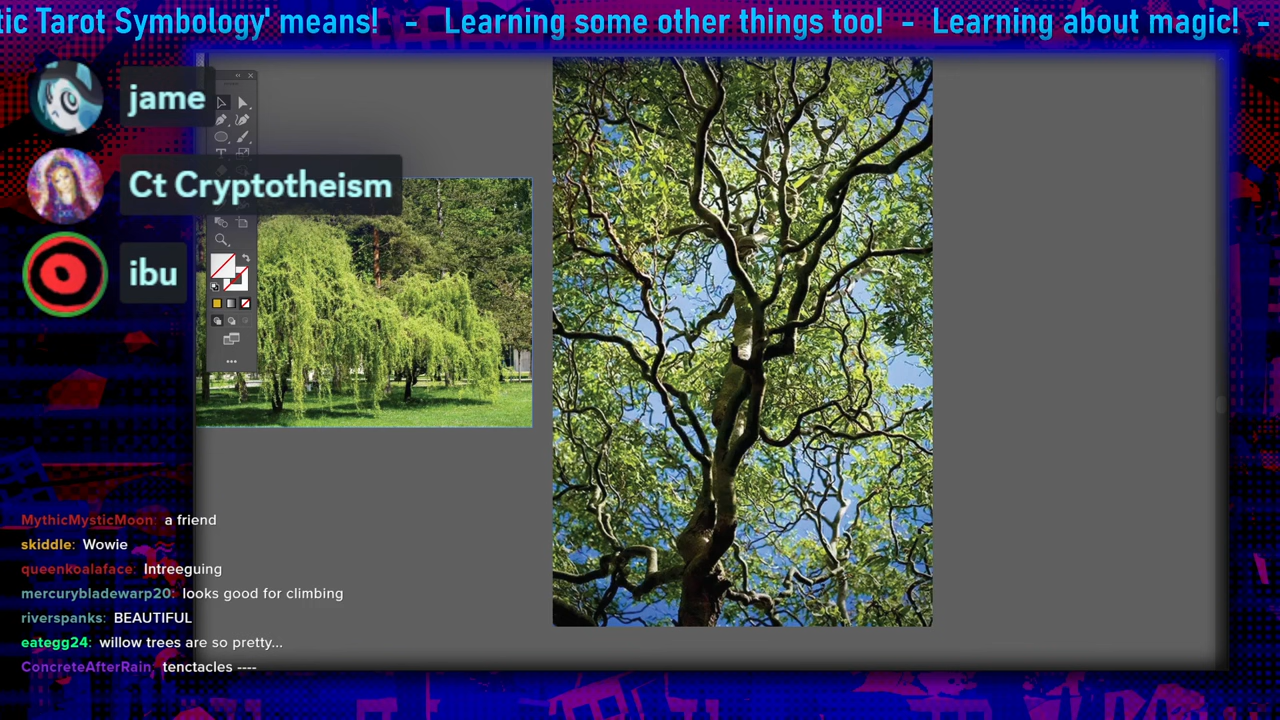 tic Tarot Symbology' means! - Learning some other things too! - Learning about magic! -
jame
Ct Cryptotheism
ibu
MythicMysticMoon: a friend
skiddle: Wowie
queenkoalaface: Intreeguing
mercurybladewarp20: looks good for climbing
riverspanks: BEAUTIFUL
eategg24: willow trees are so pretty...
ConcreteAfterRain: tenctacles ----